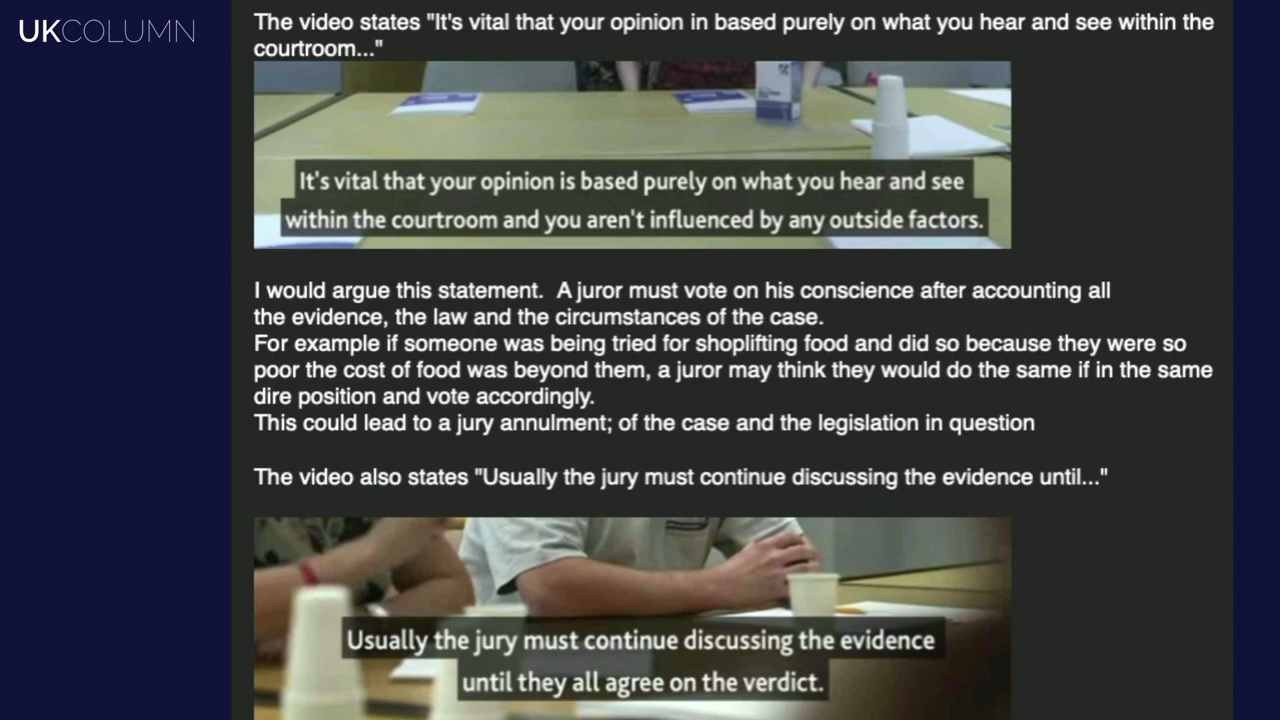 UKCOLUMN
The video states "It's vital that your opinion in based purely on what you hear and see within the
courtroom..."
It's vital that your opinion is based purely on what you hear and see
within the courtroom and you aren't influenced by any outside factors.
I would argue this statement.  A juror must vote on his conscience after accounting all
the evidence, the law and the circumstances of the case.
For example if someone was being tried for shoplifting food and did so because they were so
poor the cost of food was beyond them, a juror may think they would do the same if in the same
dire position and vote accordingly.
This could lead to a jury annulment; of the case and the legislation in question
The video also states "Usually the jury must continue discussing the evidence until..."
Usually the jury must continue discussing the evidence
until they all agree on the verdict.